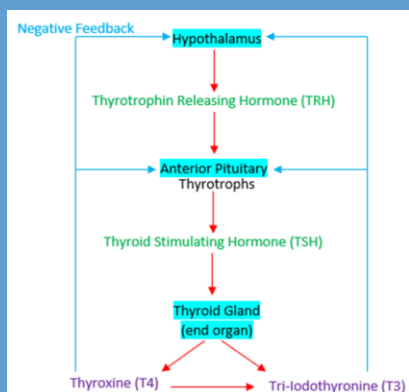 Negative Feedback
Hypothalamus
Thyrotrophin Releasing Hormone (TRH)
Anterior Pituitary
Thyrotrophs
Thyroid Stimulating Hormone (TSH)
Thyroid Gland
(end organ)
Thyroxine (T4)
Tri-Iodothyronine (T3)